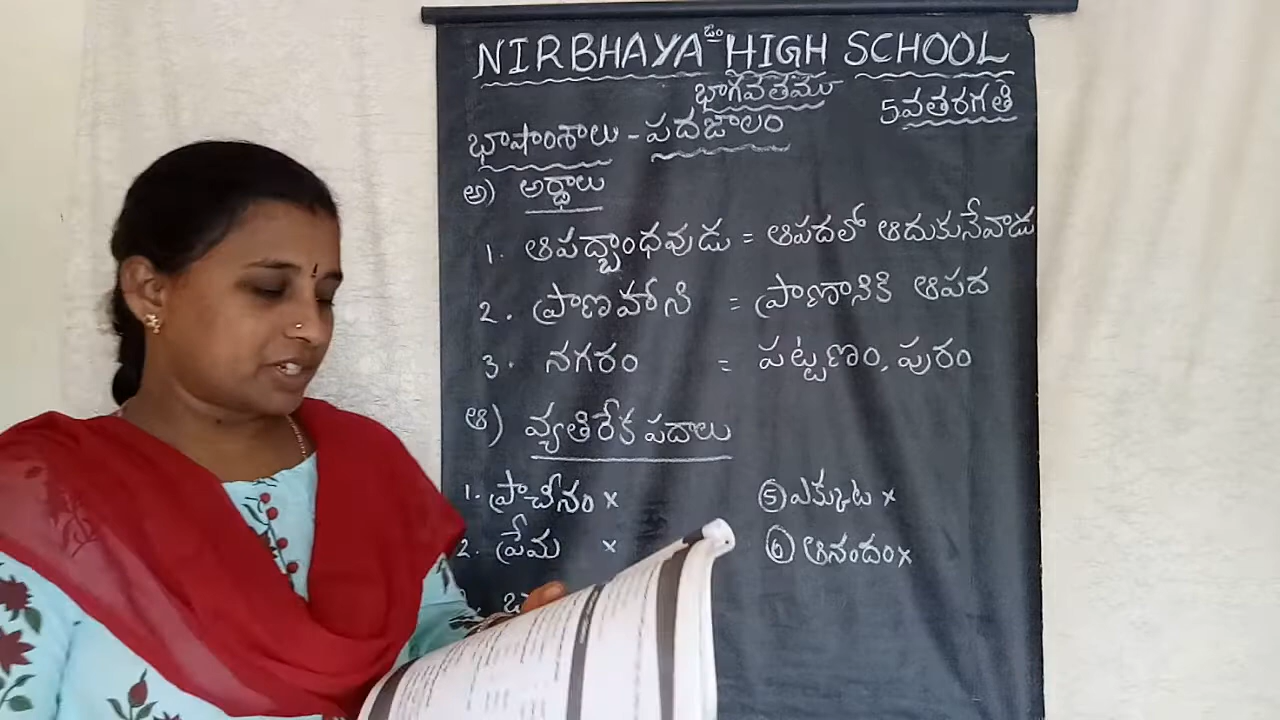 NIRBHAYA HIGH SCHOOL
డం
భాగవతము
5వతరగతి
భాషాంశాలు - పదజాలం
అ) అర్థాలు
1. ఆపద్బాంధవుడు = ఆపదలో ఆదుకునేవాడు
2. ప్రాణహాని = ప్రాణానికి ఆపద
3. నగరం = పట్టణం, పురం
ఆ) వ్యతిరేక పదాలు
1. ప్రాచీనం × ⑤ ఎక్కట ×
2. ప్రేమ × ⑥ ఆనందం×